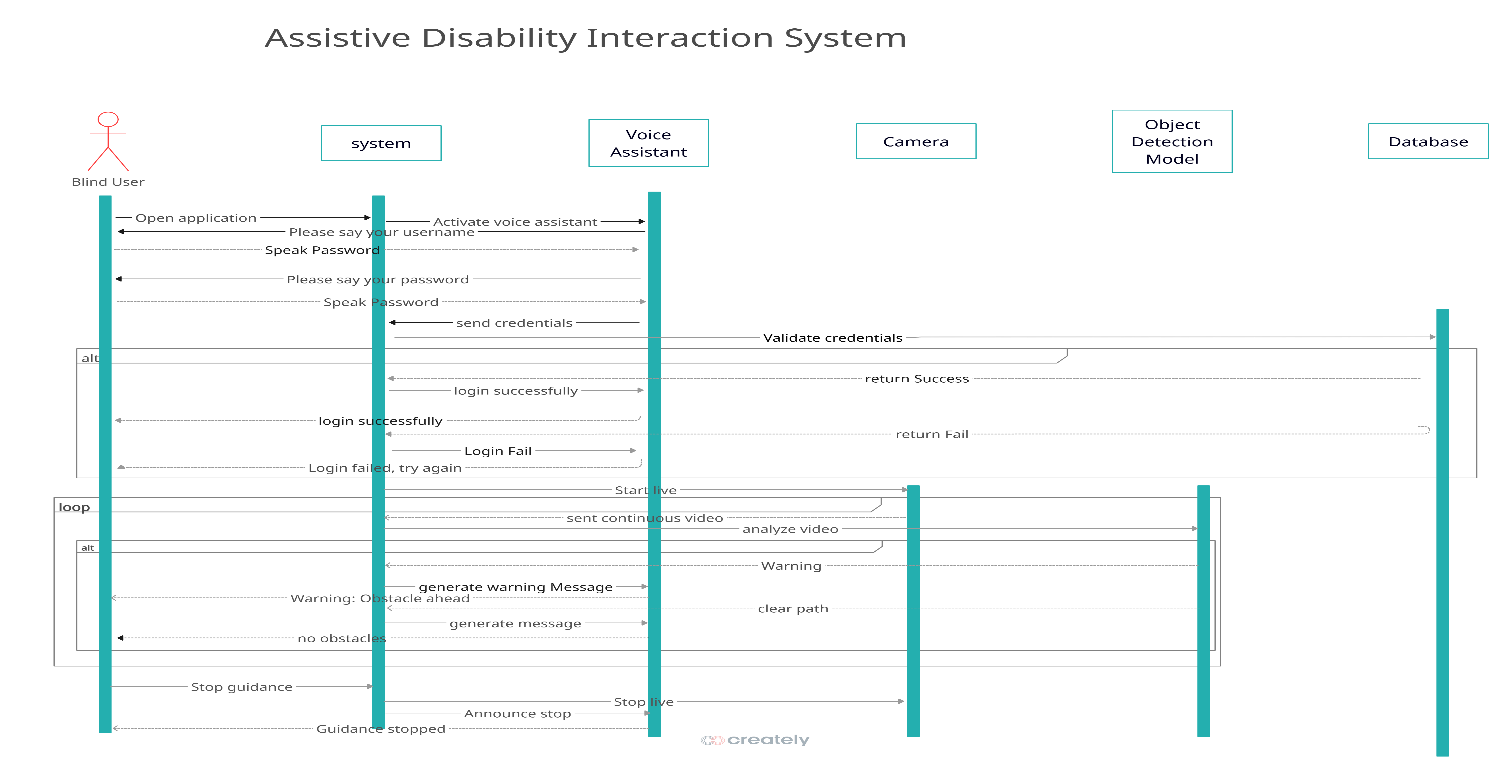 Assistive Disability Interaction System
Blind User
system
Voice
Assistant
Camera
Object
Detection
Model
Database
Open application
Activate voice assistant
Please say your username
Speak Password
Please say your password
Speak Password
send credentials
Validate credentials
alt
return Success
login successfully
login successfully
return Fail
Login Fail
Login failed, try again
Start live
loop
sent continuous video
analyze video
alt
Warning
generate warning Message
Warning: Obstacle ahead
clear path
generate message
no obstacles
Stop guidance
Stop live
Announce stop
Guidance stopped
creately